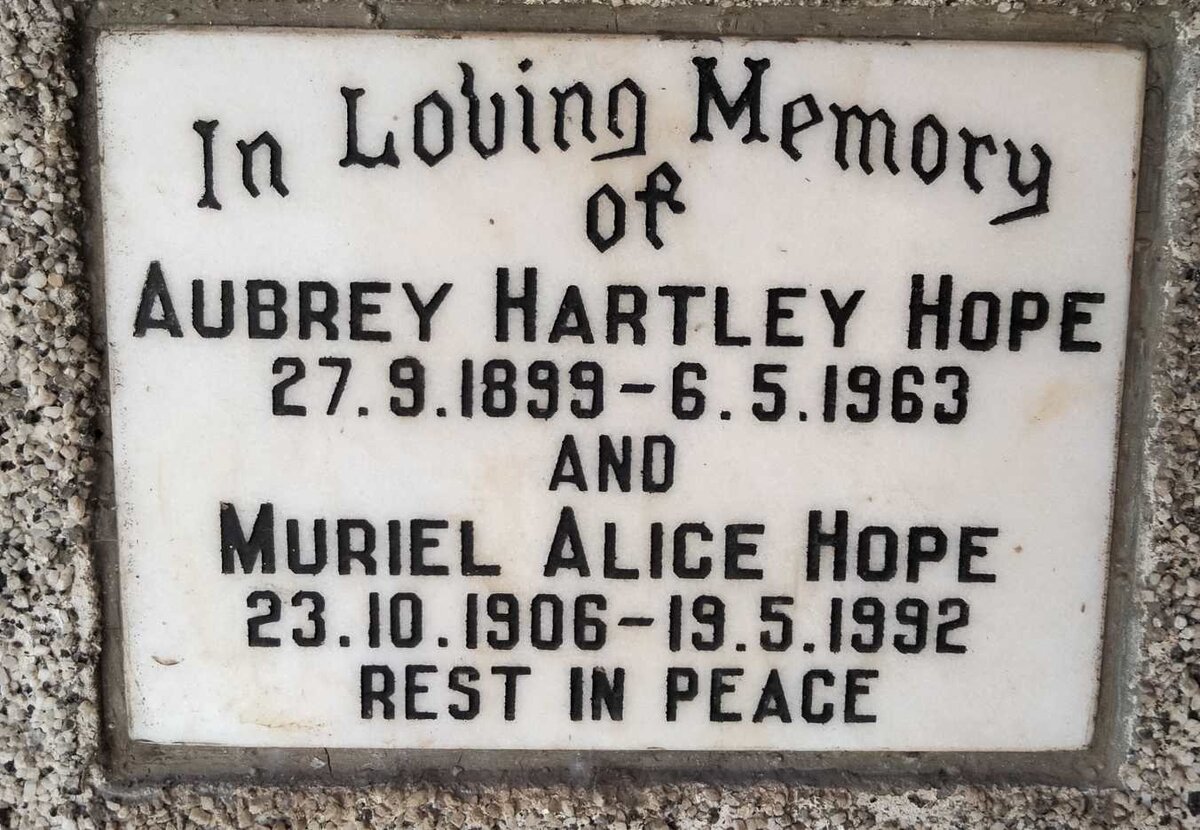 In Loving Memory
of
AUBREY HARTLEY HOPE
27.9.1899-6.5.1963
AND
MURIEL ALICE HOPE
23.10.1906-19.5.1992
REST IN PEACE